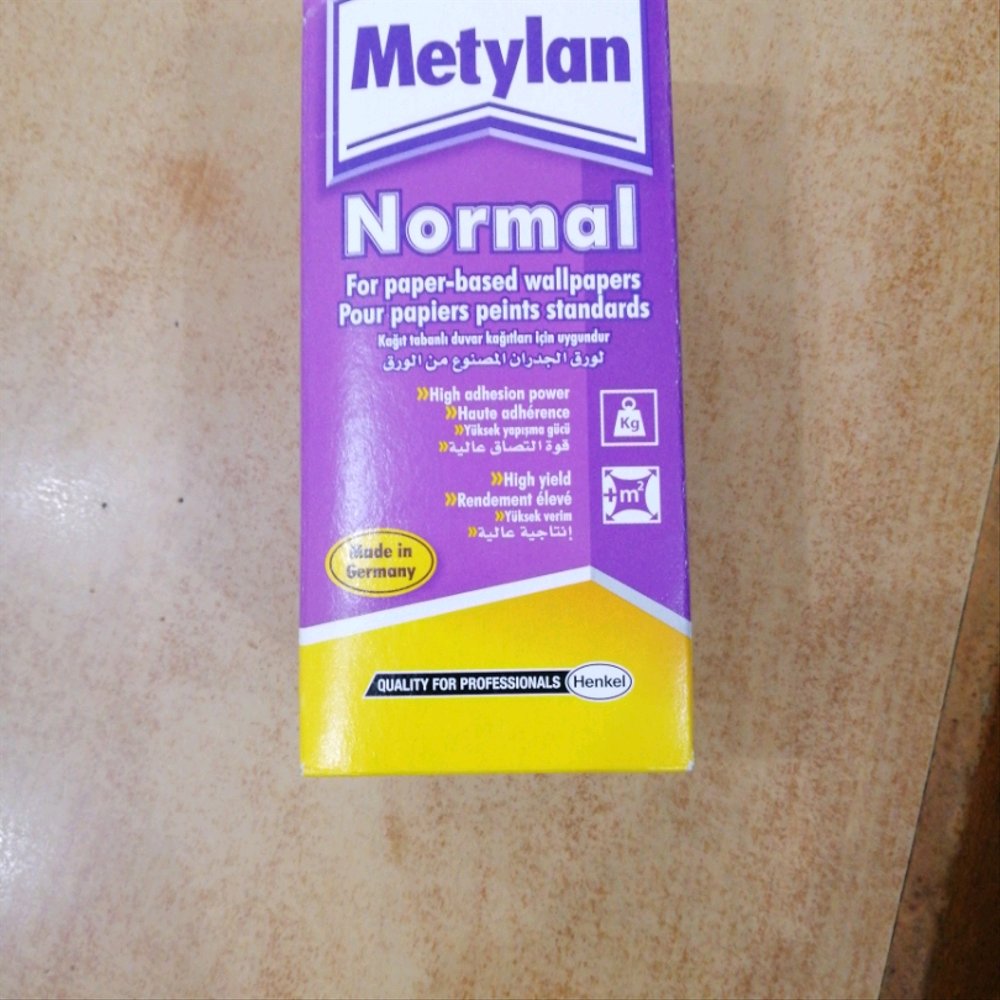 Metylan
Normal
For paper-based wallpapers
Pour papiers peints standards
Kağıt tabanlı duvar kağıtları için uygundur
لورق الجدران المصنوع من الورق
»High adhesion power
»Haute adhérence
»Yüksek yapışma gücü
»قوة التصاق عالية
Kg
»High yield
»Rendement élevé
»Yüksek verim
»إنتاجية عالية
+m²
Made in
Germany
QUALITY FOR PROFESSIONALS Henkel